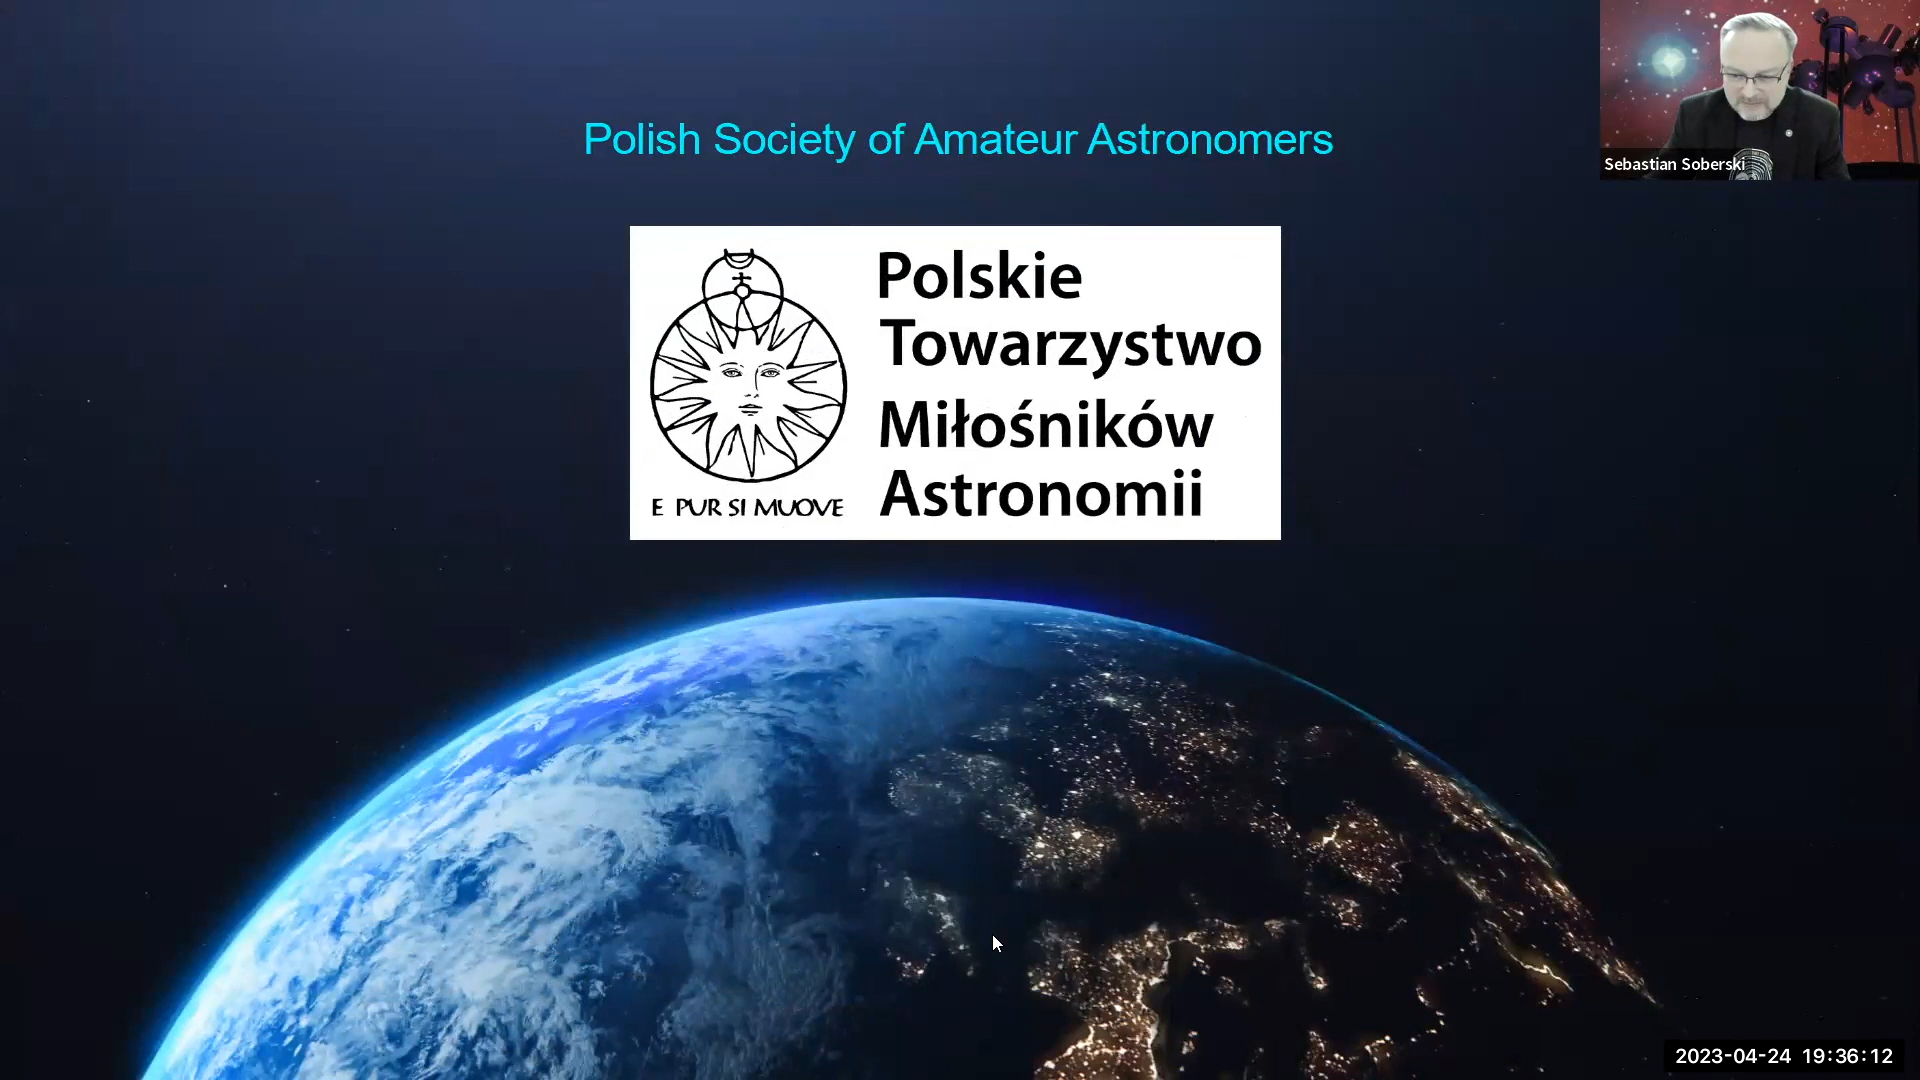 Polish Society of Amateur Astronomers
Sebastian Soberski
Polskie
Towarzystwo
Miłośników
Astronomii
E PUR SI MUOVE
2023-04-24 19:36:12